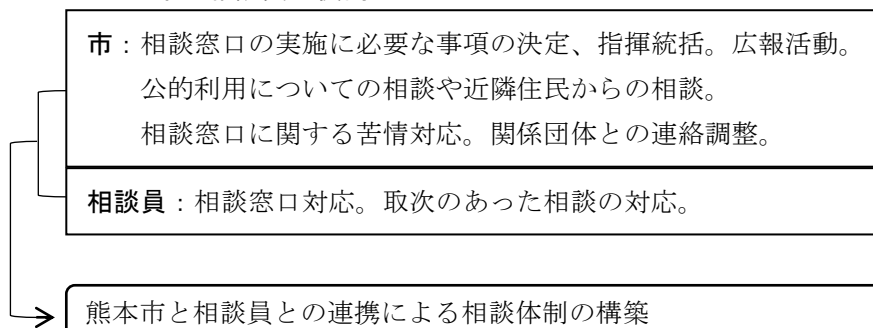 市：相談窓口の実施に必要な事項の決定、指揮統括。広報活動。
公的利用についての相談や近隣住民からの相談。
相談窓口に関する苦情対応。関係団体との連絡調整。
相談員：相談窓口対応。取次のあった相談の対応。
熊本市と相談員との連携による相談体制の構築